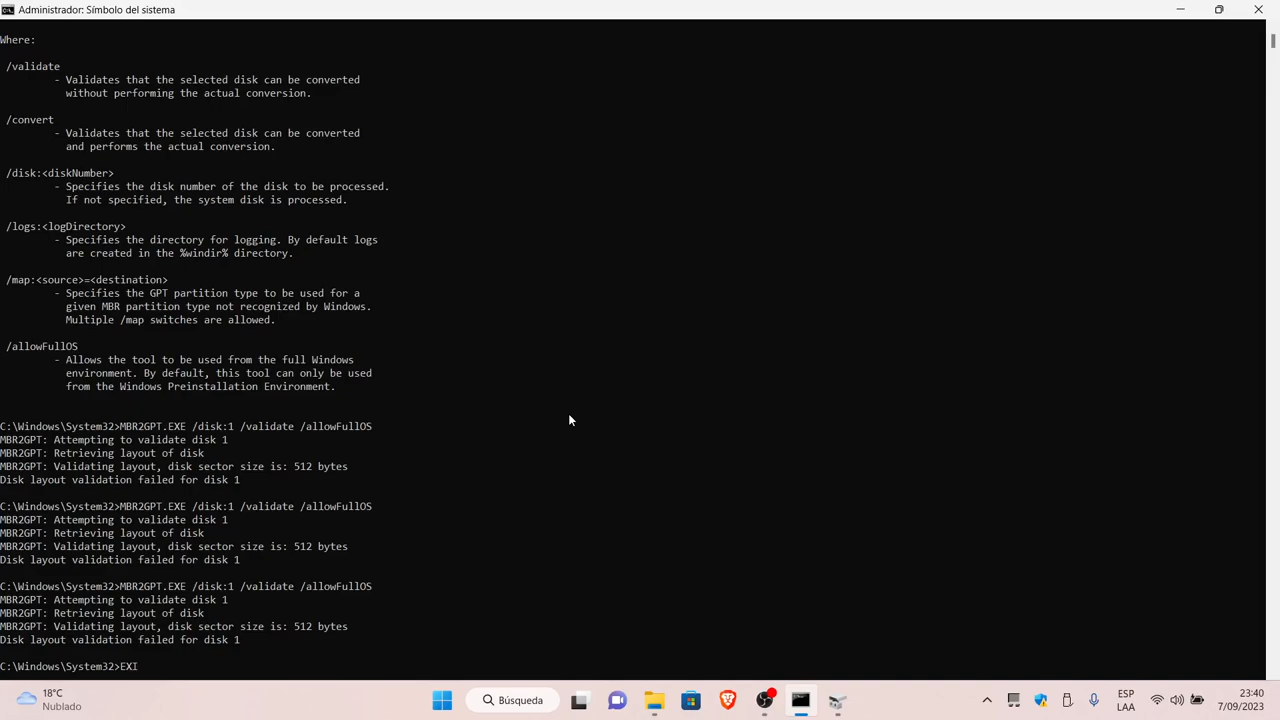 Administrador: Símbolo del sistema
Where:
/validate
- Validates that the selected disk can be converted
without performing the actual conversion.
/convert
- Validates that the selected disk can be converted
and performs the actual conversion.
/disk:<diskNumber>
- Specifies the disk number of the disk to be processed.
If not specified, the system disk is processed.
/logs:<logDirectory>
- Specifies the directory for logging. By default logs
are created in the %windir% directory.
/map:<source>=<destination>
- Specifies the GPT partition type to be used for a
given MBR partition type not recognized by Windows.
Multiple /map switches are allowed.
/allowFullOS
- Allows the tool to be used from the full Windows
environment. By default, this tool can only be used
from the Windows Preinstallation Environment.
C:\Windows\System32>MBR2GPT.EXE /disk:1 /validate /allowFullOS
MBR2GPT: Attempting to validate disk 1
MBR2GPT: Retrieving layout of disk
MBR2GPT: Validating layout, disk sector size is: 512 bytes
Disk layout validation failed for disk 1
C:\Windows\System32>MBR2GPT.EXE /disk:1 /validate /allowFullOS
MBR2GPT: Attempting to validate disk 1
MBR2GPT: Retrieving layout of disk
MBR2GPT: Validating layout, disk sector size is: 512 bytes
Disk layout validation failed for disk 1
C:\Windows\System32>MBR2GPT.EXE /disk:1 /validate /allowFullOS
MBR2GPT: Attempting to validate disk 1
MBR2GPT: Retrieving layout of disk
MBR2GPT: Validating layout, disk sector size is: 512 bytes
Disk layout validation failed for disk 1
C:\Windows\System32>EXI
18°C
Nublado
Búsqueda
ESP
LAA
23:40
7/09/2023